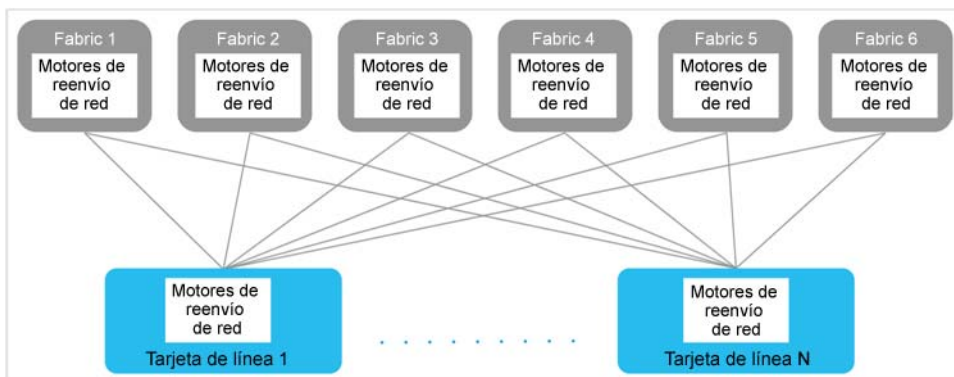 Fabric 1
Motores de
reenvío
de red
Fabric 2
Motores de
reenvío
de red
Fabric 3
Motores de
reenvío
de red
Fabric 4
Motores de
reenvío
de red
Fabric 5
Motores de
reenvío
de red
Fabric 6
Motores de
reenvío
de red
Motores de
reenvío
de red
Tarjeta de línea 1
Motores de
reenvío
de red
Tarjeta de línea N